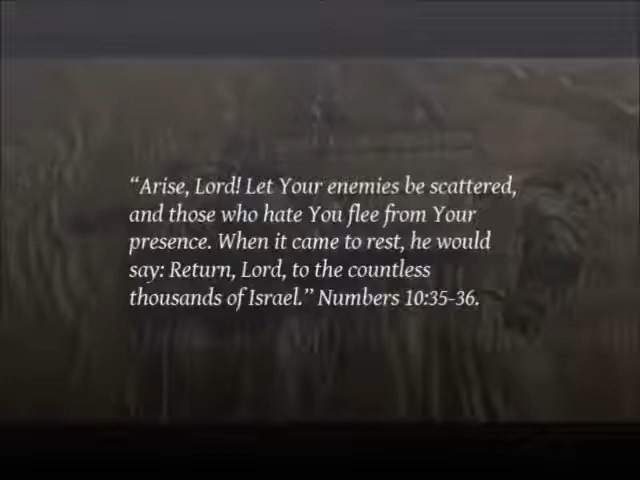 “Arise, Lord! Let Your enemies be scattered,
and those who hate You flee from Your
presence. When it came to rest, he would
say: Return, Lord, to the countless
thousands of Israel.” Numbers 10:35-36.